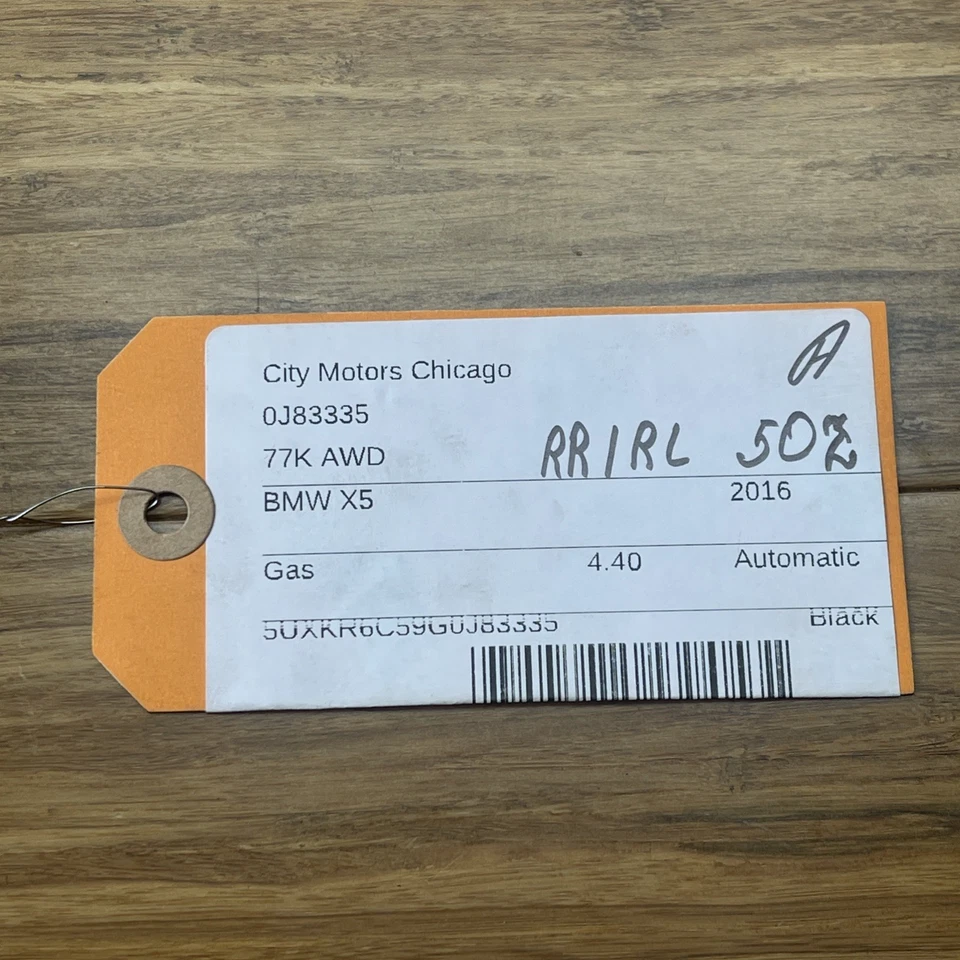 A
City Motors Chicago
0J83335
77K AWD RR/RL 50%
BMW X5 2016
Gas 4.40 Automatic
5UXKR6C59G0J83335 Black